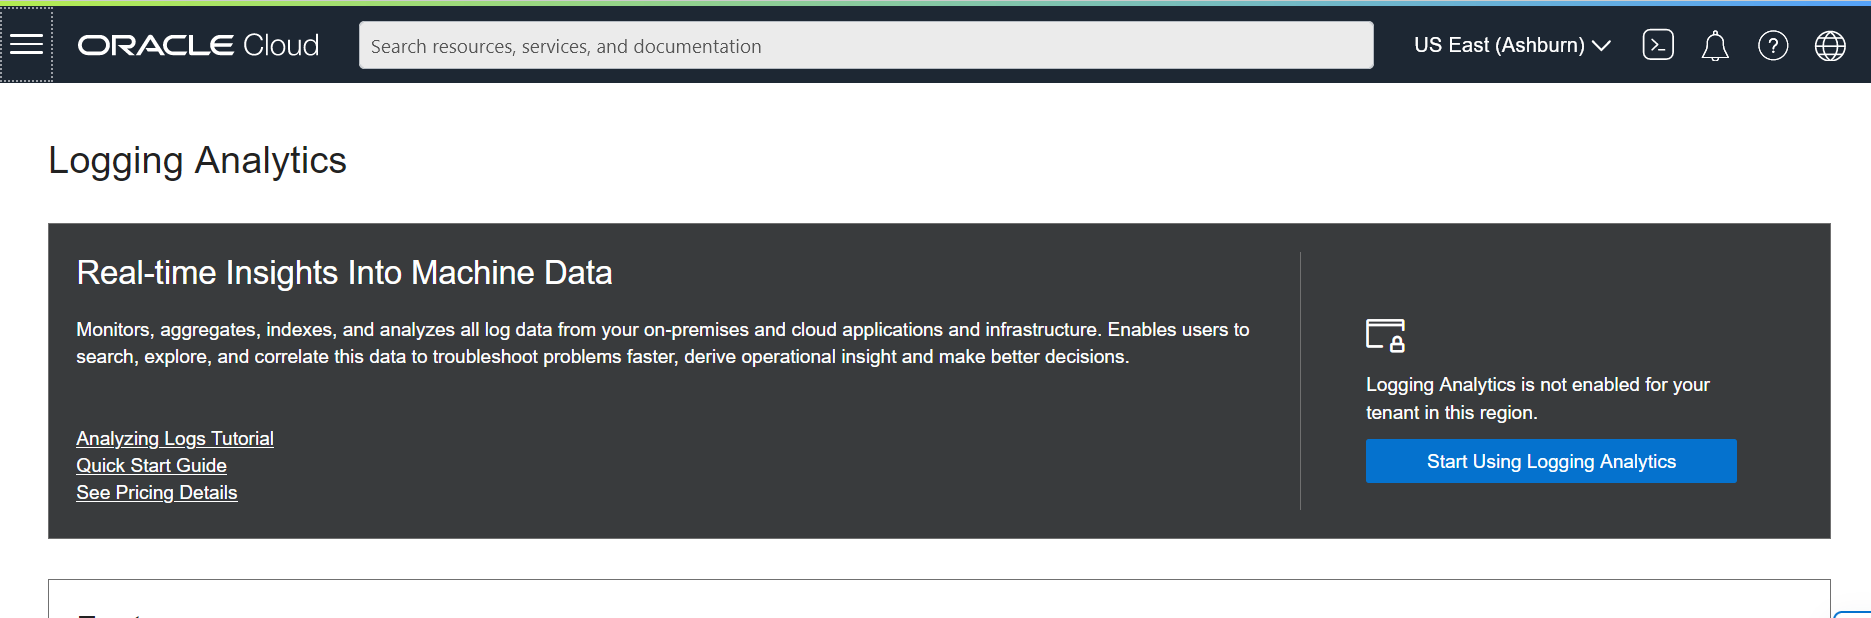 ORACLE Cloud
Search resources, services, and documentation
US East (Ashburn)
Logging Analytics
Real-time Insights Into Machine Data
Monitors, aggregates, indexes, and analyzes all log data from your on-premises and cloud applications and infrastructure. Enables users to
search, explore, and correlate this data to troubleshoot problems faster, derive operational insight and make better decisions.
Analyzing Logs Tutorial
Quick Start Guide
See Pricing Details
Logging Analytics is not enabled for your
tenant in this region.
Start Using Logging Analytics